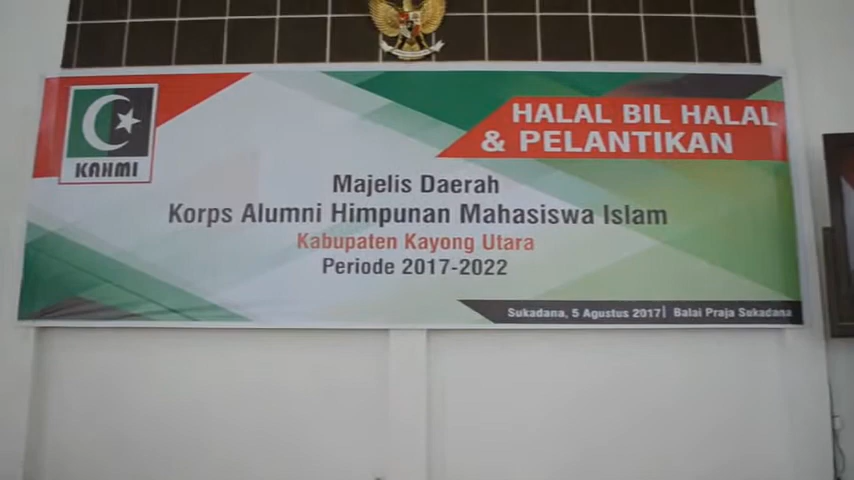 KAHMI
HALAL BIL HALAL
& PELANTIKAN
Majelis Daerah
Korps Alumni Himpunan Mahasiswa Islam
Kabupaten Kayong Utara
Periode 2017-2022
Sukadana, 5 Agustus 2017| Balai Praja Sukadana